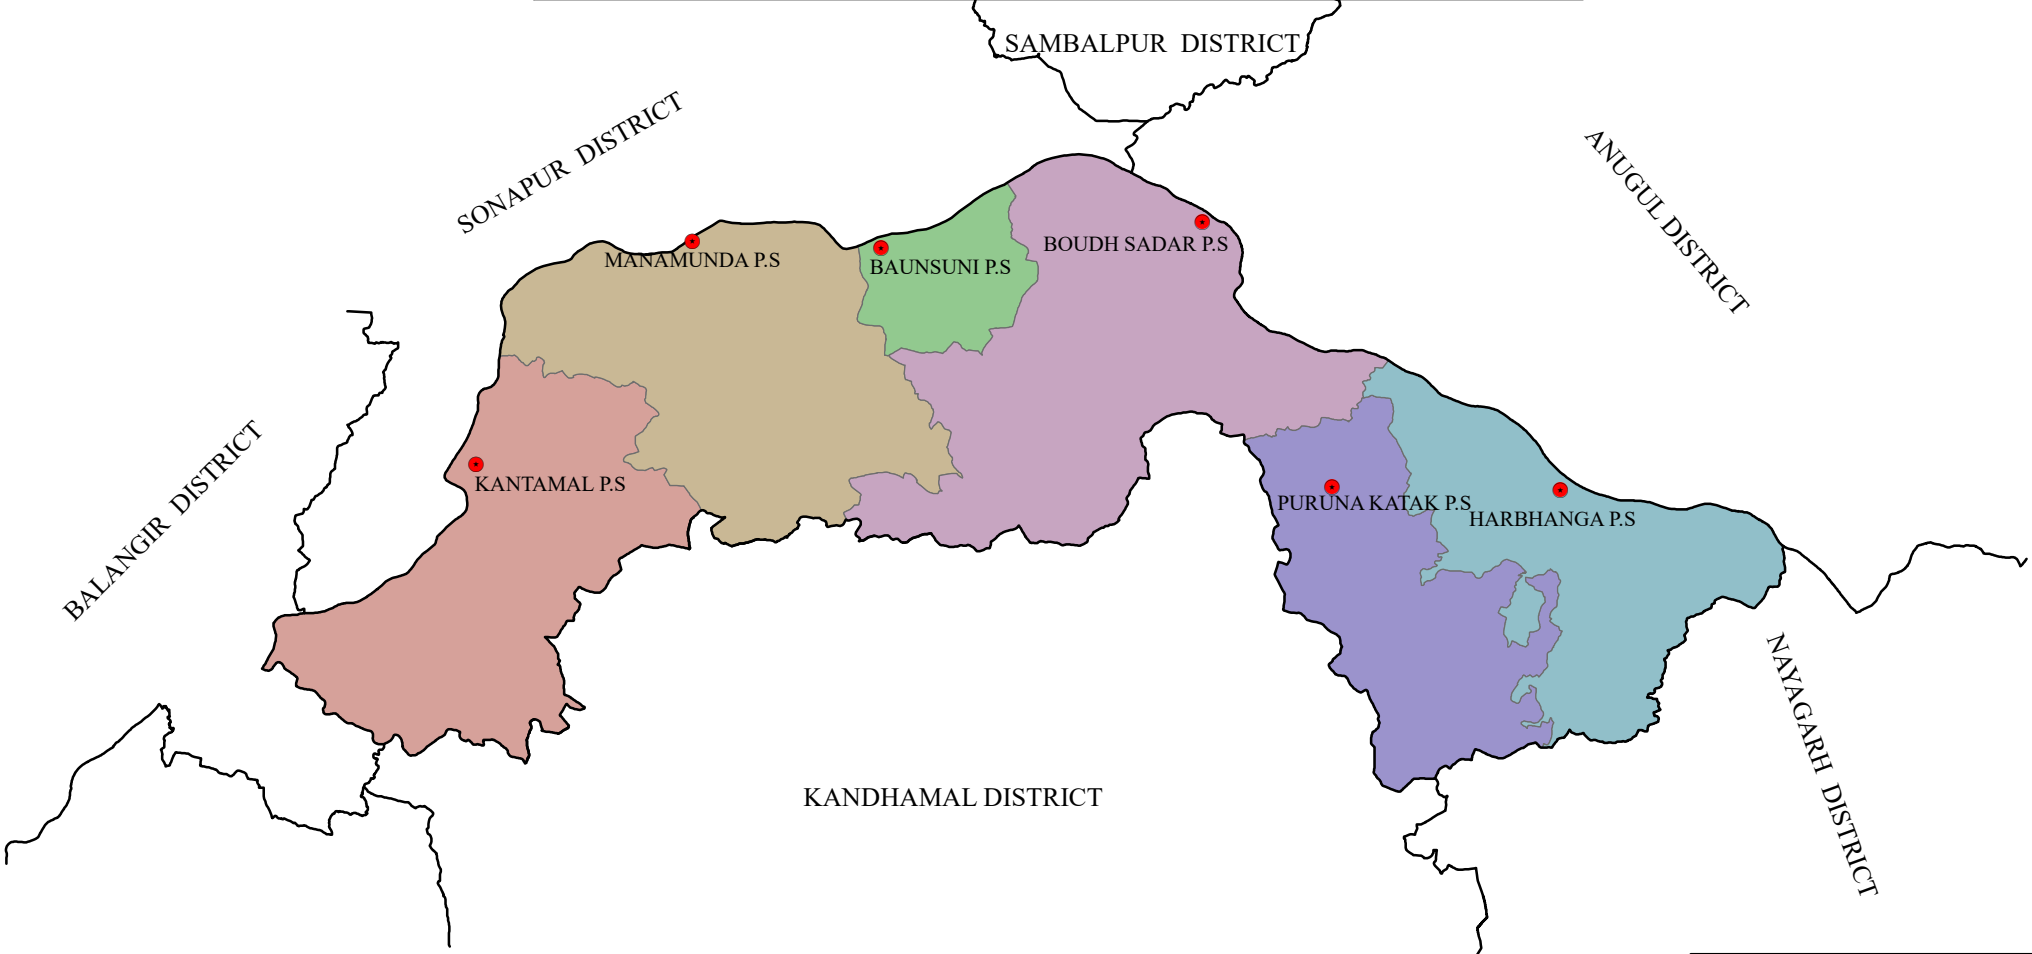 SAMBALPUR DISTRICT
SONAPUR DISTRICT
ANUGUL DISTRICT
BOUDH SADAR P.S
MANAMUNDA P.S
BAUNSUNI P.S
BALANGIR DISTRICT
KANTAMAL P.S
PURUNA KATAK P.S
HARBHANGA P.S
NAYAGARH DISTRICT
KANDHAMAL DISTRICT